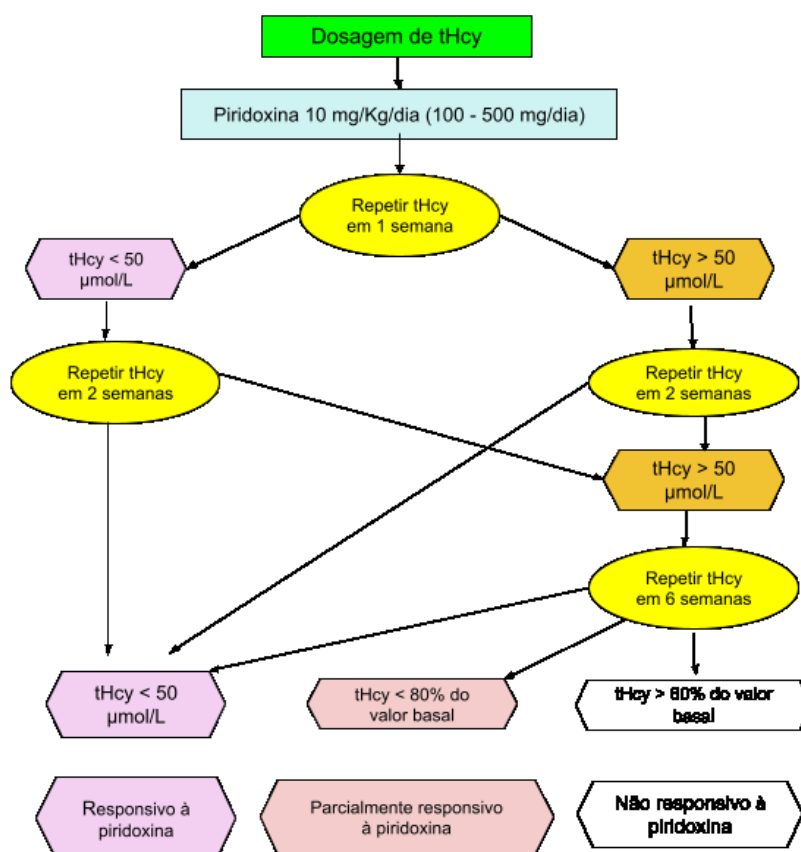 Dosagem de tHcy
Piridoxina 10 mg/Kg/dia (100 - 500 mg/dia)
Repetir tHcy
em 1 semana
tHcy < 50
µmol/L
tHcy > 50
µmol/L
Repetir tHcy
em 2 semanas
Repetir tHcy
em 2 semanas
tHcy > 50
µmol/L
Repetir tHcy
em 6 semanas
tHcy < 50
µmol/L
tHcy < 80% do
valor basal
tHcy > 80% do valor
basal
Responsivo à
piridoxina
Parcialmente responsivo
à piridoxina
Não responsivo à
piridoxina